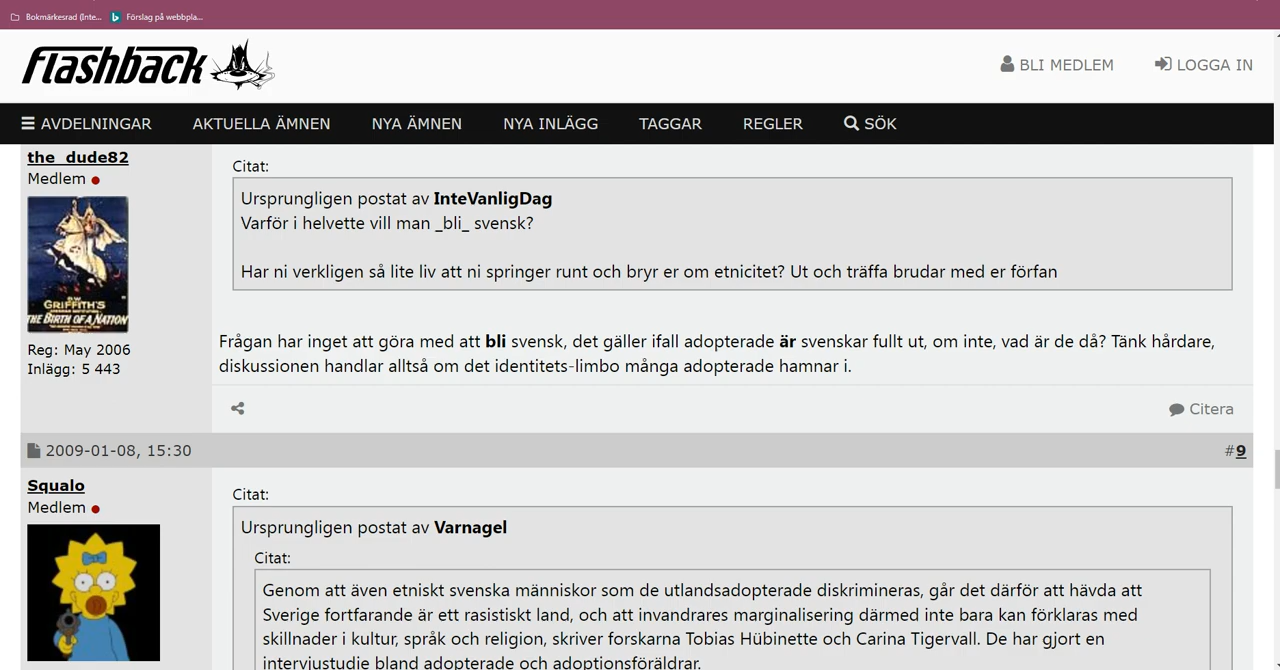 Bokmärkesrad (Inte...
Förslag på webbpla...
flashback
BLI MEDLEM
LOGGA IN
AVDELNINGAR
AKTUELLA ÄMNEN
NYA ÄMNEN
NYA INLÄGG
TAGGAR
REGLER
SÖK
the_dude82
Medlem
D.W.
GRIFFITH'S
THE BIRTH OF A NATION
Reg: May 2006
Inlägg: 5 443
Citat:
Ursprungligen postat av InteVanligDag
Varför i helvette vill man _bli_ svensk?
Har ni verkligen så lite liv att ni springer runt och bryr er om etnicitet? Ut och träffa brudar med er förfan
Frågan har inget att göra med att bli svensk, det gäller ifall adopterade är svenskar fullt ut, om inte, vad är de då? Tänk hårdare,
diskussionen handlar alltså om det identitets-limbo många adopterade hamnar i.
Citera
2009-01-08, 15:30
#9
Squalo
Medlem
Citat:
Ursprungligen postat av Varnagel
Citat:
Genom att även etniskt svenska människor som de utlandsadopterade diskrimineras, går det därför att hävda att
Sverige fortfarande är ett rasistiskt land, och att invandrares marginalisering därmed inte bara kan förklaras med
skillnader i kultur, språk och region, skriver forskarna Tobias Hübinette och Carina Tigervall. De har gjort en
intervjustudie bland adopterade och adoptionsföräldrar.